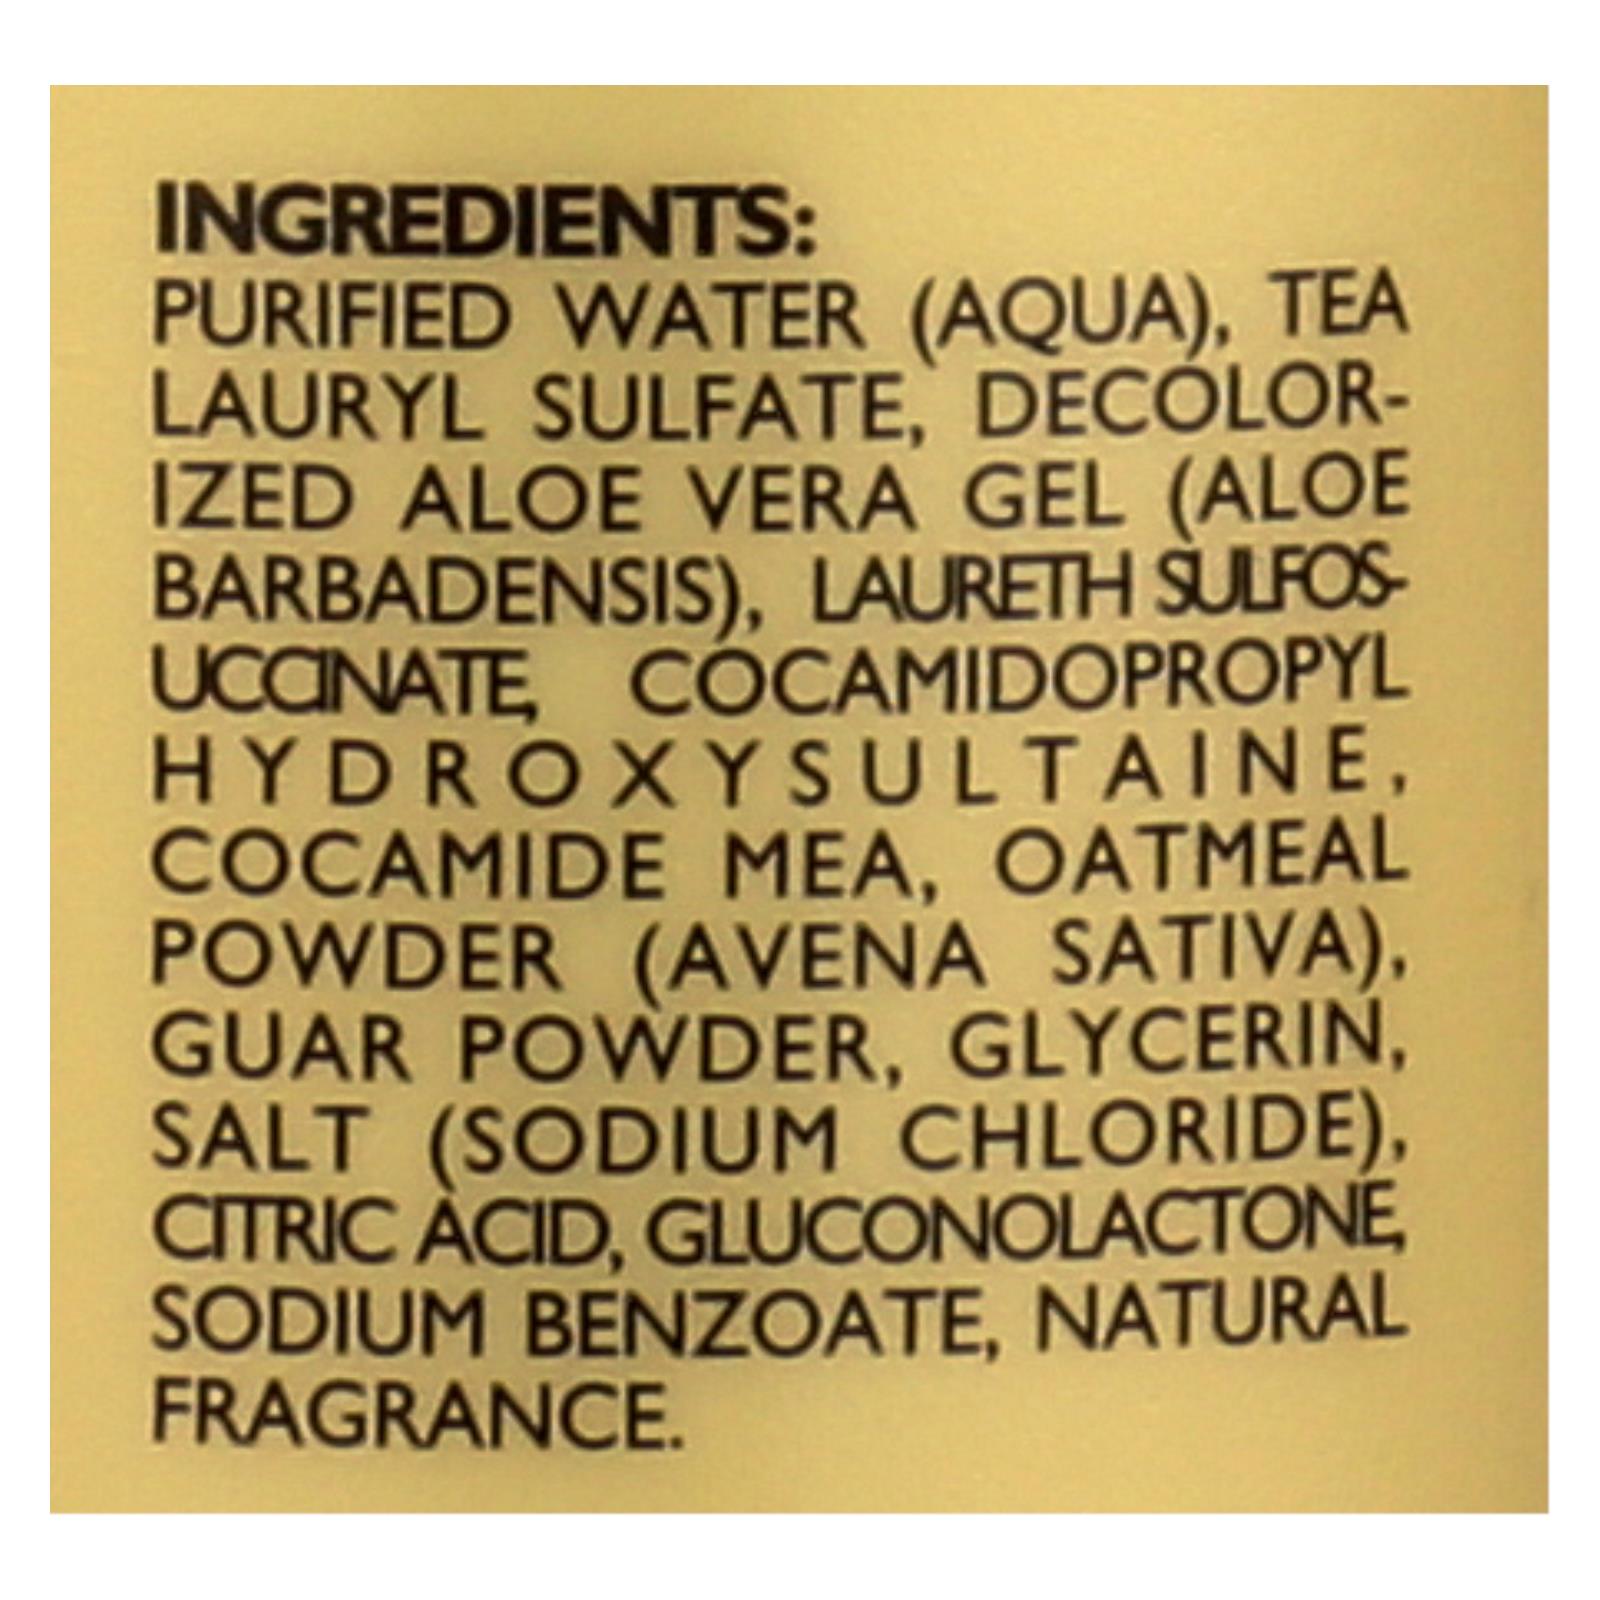 INGREDIENTS:
PURIFIED WATER (AQUA), TEA
LAURYL SULFATE, DECOLOR-
IZED ALOE VERA GEL (ALOE
BARBADENSIS), LAURETH SULFOS-
UCCINATE, COCAMIDOPROPYL
HYDROXYSULTAINE,
COCAMIDE MEA, OATMEAL
POWDER (AVENA SATIVA),
GUAR POWDER, GLYCERIN,
SALT (SODIUM CHLORIDE),
CITRIC ACID, GLUCONOLACTONE,
SODIUM BENZOATE, NATURAL
FRAGRANCE.